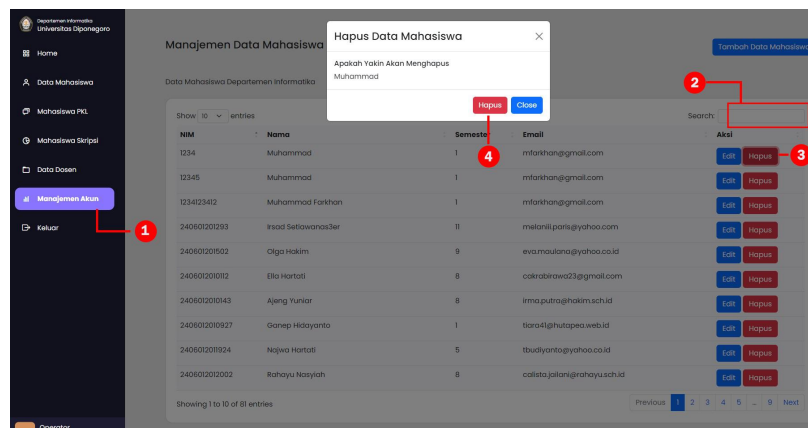 Departemen Informatika
Universitas Diponegoro
Home
Data Mahasiswa
Mahasiswa PKL
Mahasiswa Skripsi
Data Dosen
Manajemen Akun
Keluar
Operator
1
Manajemen Data Mahasiswa
Tambah Data Mahasiswa
Data Mahasiswa Departemen Informatika
Hapus Data Mahasiswa ×
Apakah Yakin Akan Menghapus
Muhammad
Hapus Close
4
2
Show 10 entries Search:
NIM Nama Semester Email Aksi
1234 Muhammad 1 mfarkhan@gmail.com Edit Hapus
3
12345 Muhammad 1 mfarkhan@gmail.com Edit Hapus
1234123412 Muhammad Farkhan 1 mfarkhan@gmail.com Edit Hapus
240601201293 Irsad Setiawanas3er 11 melaniii.paris@yahoo.com Edit Hapus
240601201502 Olga Hakim 9 eva.maulana@yahoo.co.id Edit Hapus
2406012010112 Elia Hartati 8 cakrabirawa23@gmail.com Edit Hapus
2406012010143 Ajeng Yuniar 8 irma.putra@hakim.sch.id Edit Hapus
2406012010927 Ganep Hidayanto 1 tiara41@hutapea.web.id Edit Hapus
2406012011924 Najwa Hartati 5 tbudiyanto@yahoo.co.id Edit Hapus
2406012012002 Rahayu Nasyiah 8 calista.jailani@rahayu.sch.id Edit Hapus
Showing 1 to 10 of 81 entries Previous 1 2 3 4 5 … 9 Next